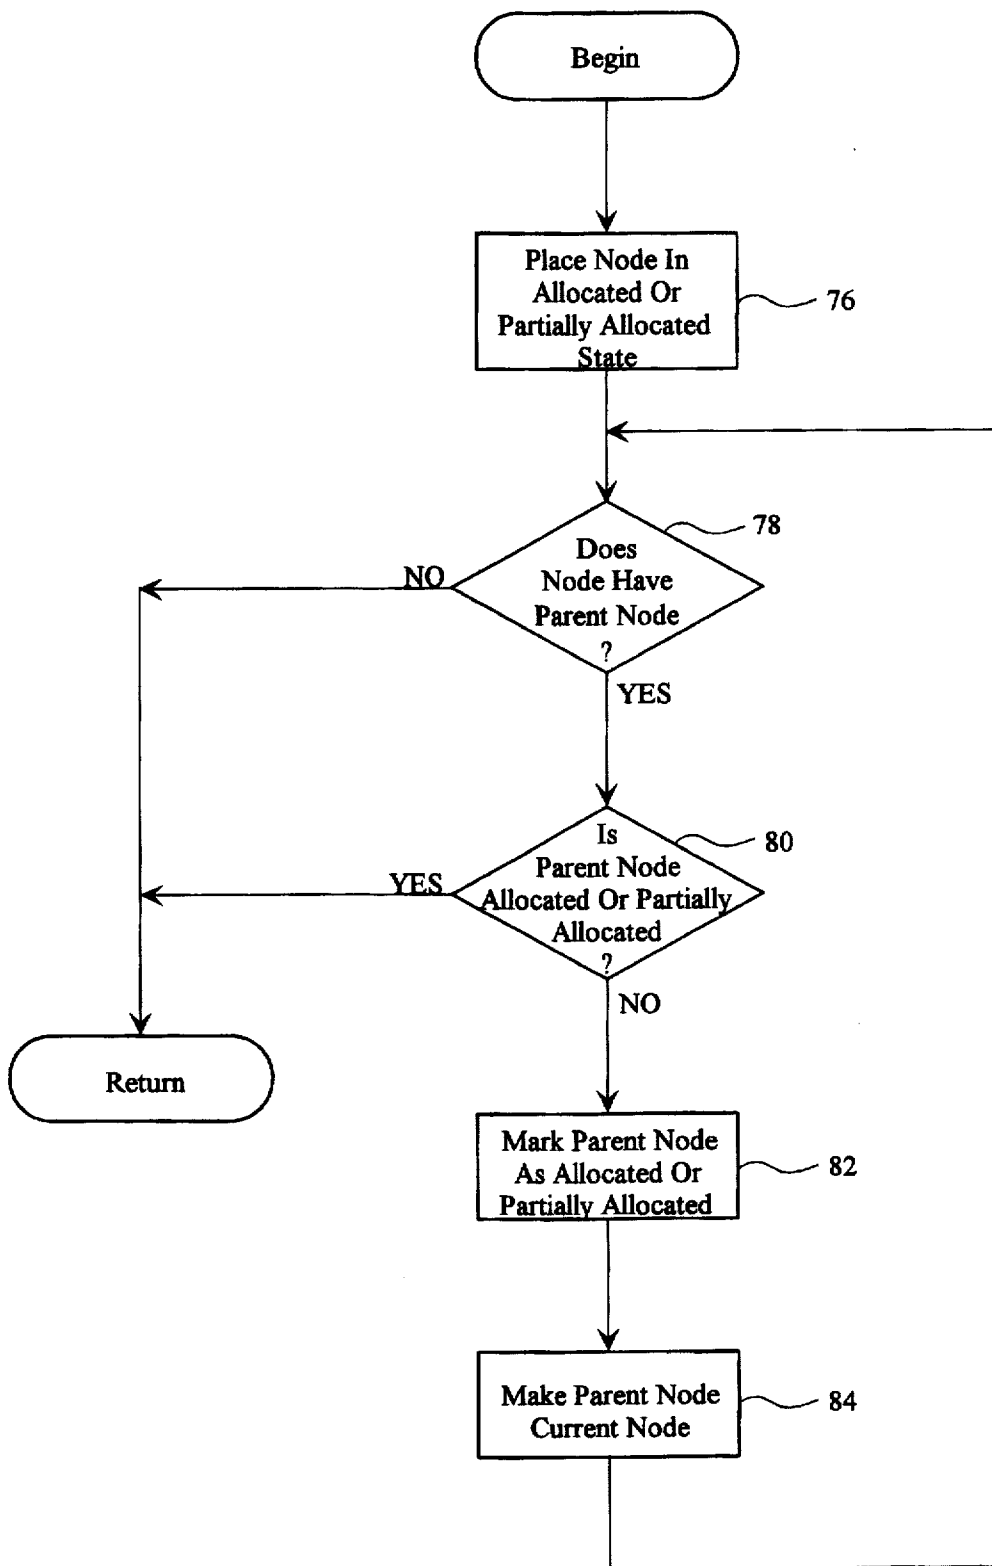 Begin
Place Node In
Allocated Or
Partially Allocated
State
76
78
Does
Node Have
Parent Node
?
NO
YES
80
Is
Parent Node
Allocated Or Partially
Allocated
?
YES
NO
Return
Mark Parent Node
As Allocated Or
Partially Allocated
82
Make Parent Node
Current Node
84